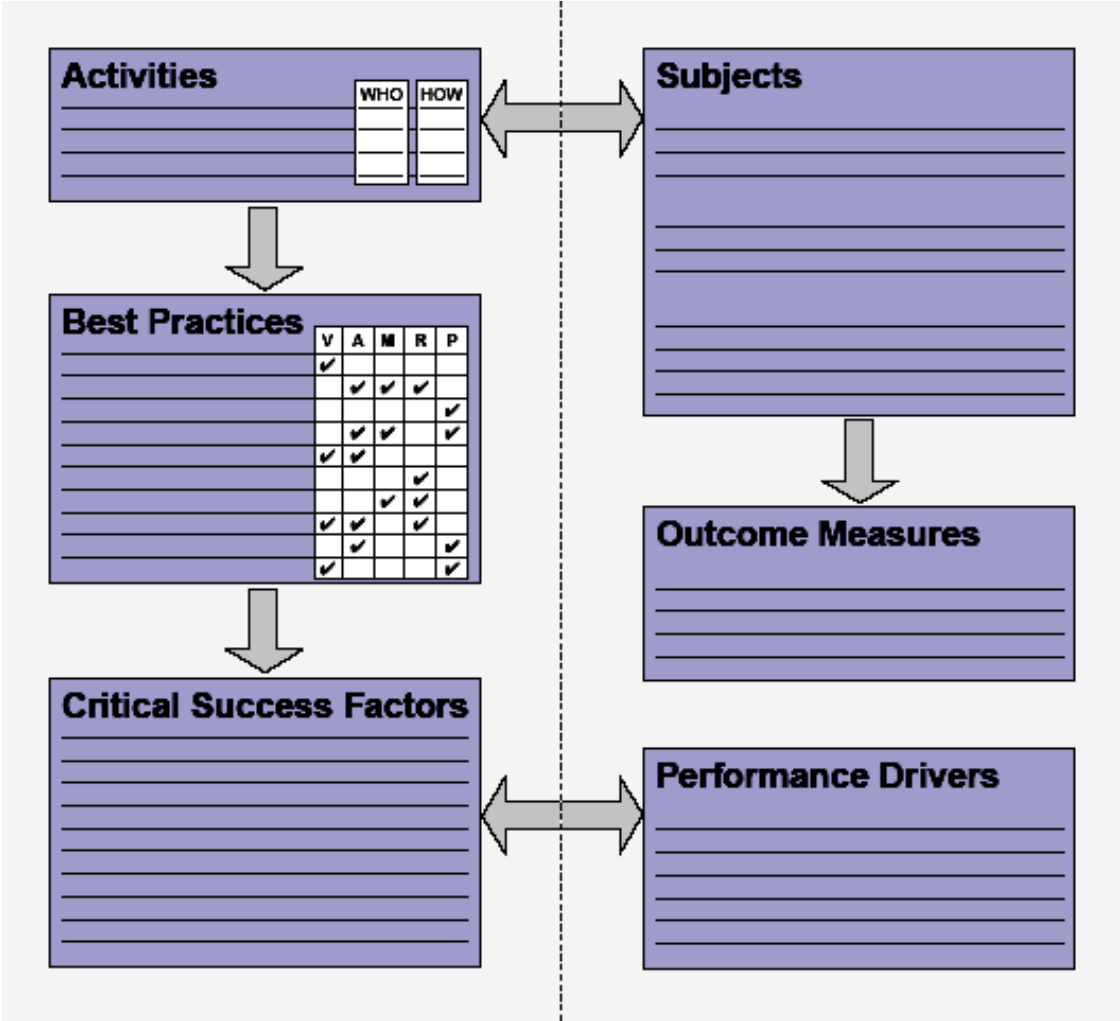 Activities
WHO HOW
Best Practices
V A M R P
Critical Success Factors
Subjects
Outcome Measures
Performance Drivers